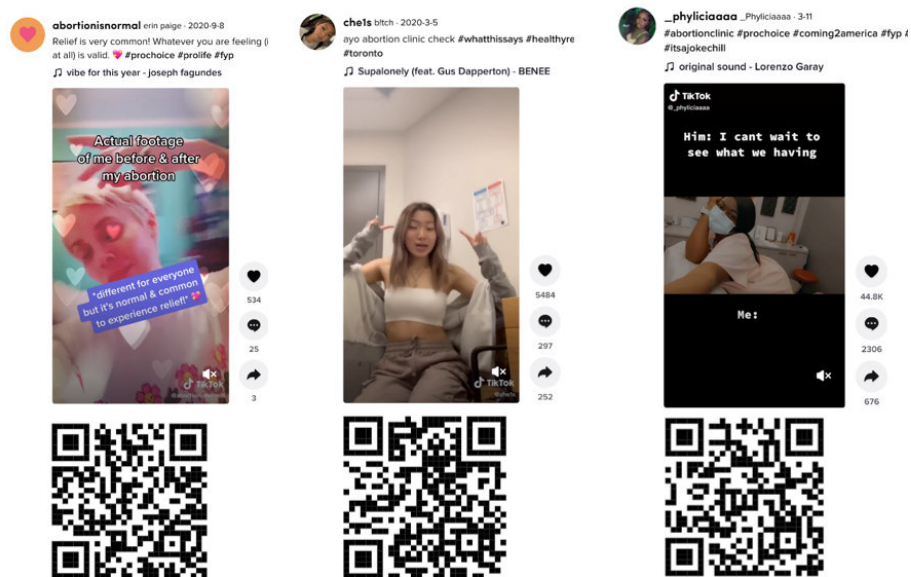 abortionisnormal erin paige · 2020-9-8
Relief is very common! Whatever you are feeling (i
at all) is valid. 💖 #prochoice #prolife #fyp
♫ vibe for this year - joseph fagundes
Actual footage
of me before & after
my abortion
*different for everyone
but it's normal & common
to experience relief!* 💖
TikTok
534
25
3
che1s b!tch · 2020-3-5
ayo abortion clinic check #whatthissays #healthyre
#toronto
♫ Supalonely (feat. Gus Dapperton) - BENEE
TikTok
5484
297
252
_phyliciaaaa _Phyliciaaaa · 3-11
#abortionclinic #prochoice #coming2america #fyp #
#itsajokechill
♫ original sound - Lorenzo Garay
TikTok
@_phyliciaaaa
Him: I cant wait to
see what we having
Me:
44.8K
2306
676